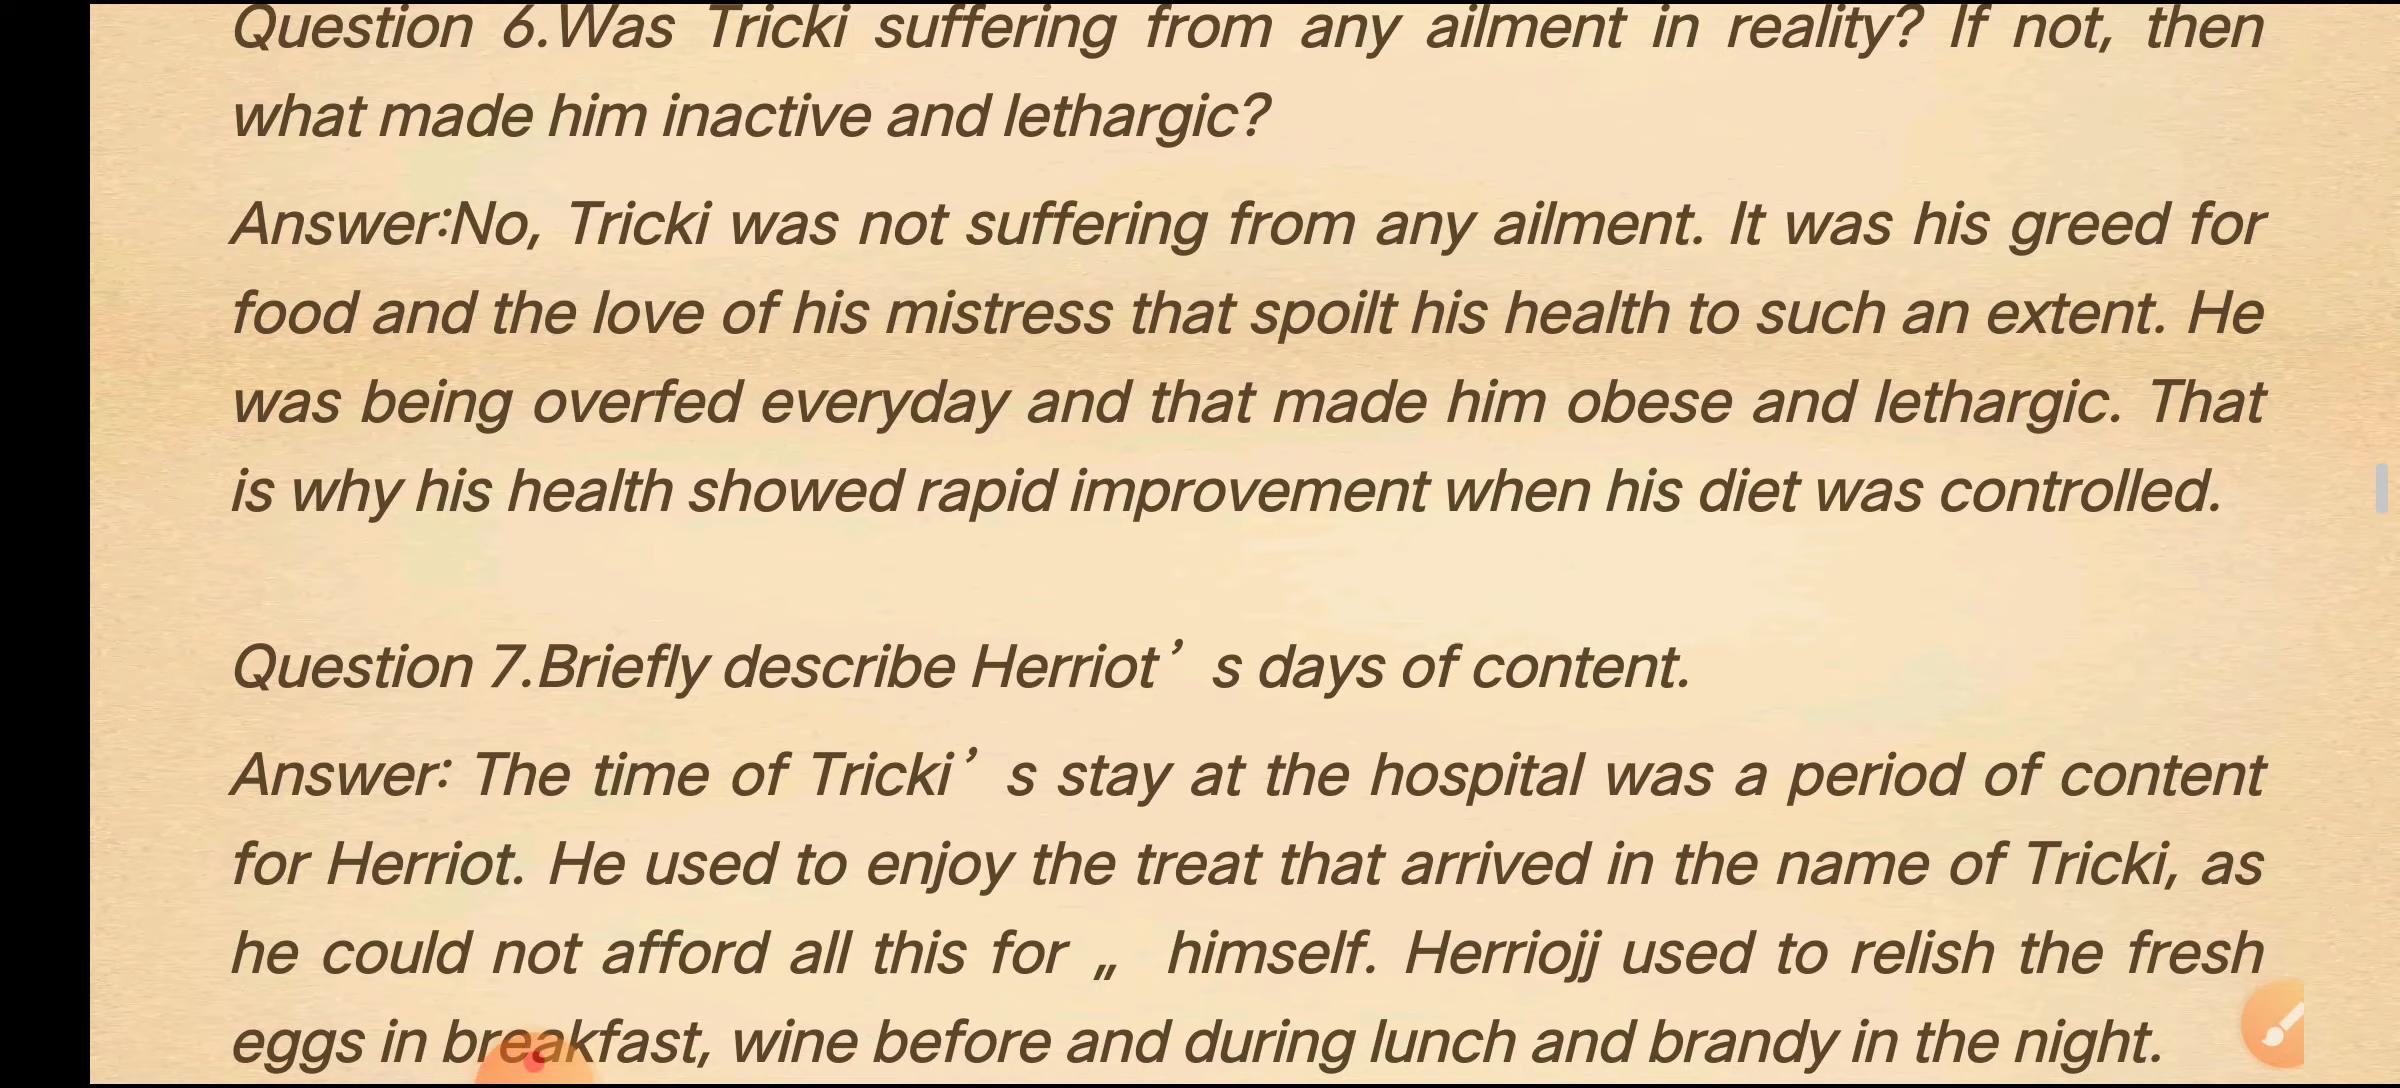 Question 6.Was Tricki suffering from any ailment in reality? If not, then
what made him inactive and lethargic?
Answer:No, Tricki was not suffering from any ailment. It was his greed for
food and the love of his mistress that spoilt his health to such an extent. He
was being overfed everyday and that made him obese and lethargic. That
is why his health showed rapid improvement when his diet was controlled.
Question 7.Briefly describe Herriot’ s days of content.
Answer: The time of Tricki’ s stay at the hospital was a period of content
for Herriot. He used to enjoy the treat that arrived in the name of Tricki, as
he could not afford all this for „ himself. Herriojj used to relish the fresh
eggs in breakfast, wine before and during lunch and brandy in the night.